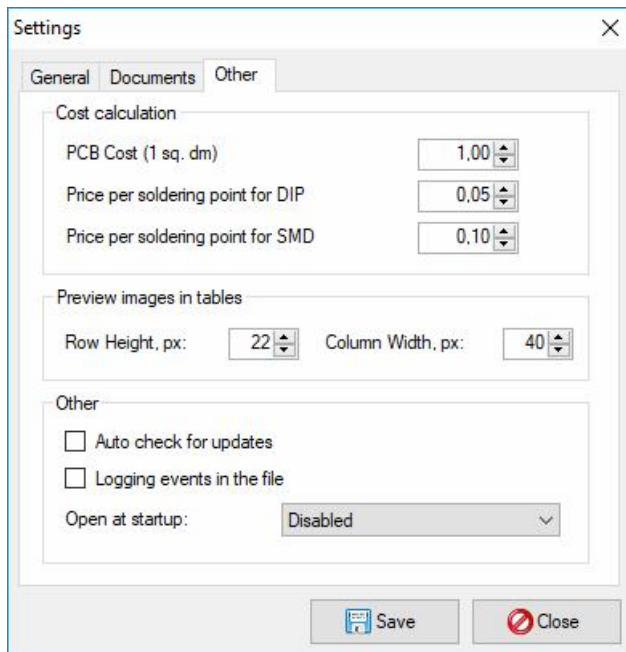 Settings
General Documents Other
Cost calculation
PCB Cost (1 sq. dm) 1,00
Price per soldering point for DIP 0,05
Price per soldering point for SMD 0,10
Preview images in tables
Row Height, px: 22 Column Width, px: 40
Other
Auto check for updates
Logging events in the file
Open at startup: Disabled
Save Close